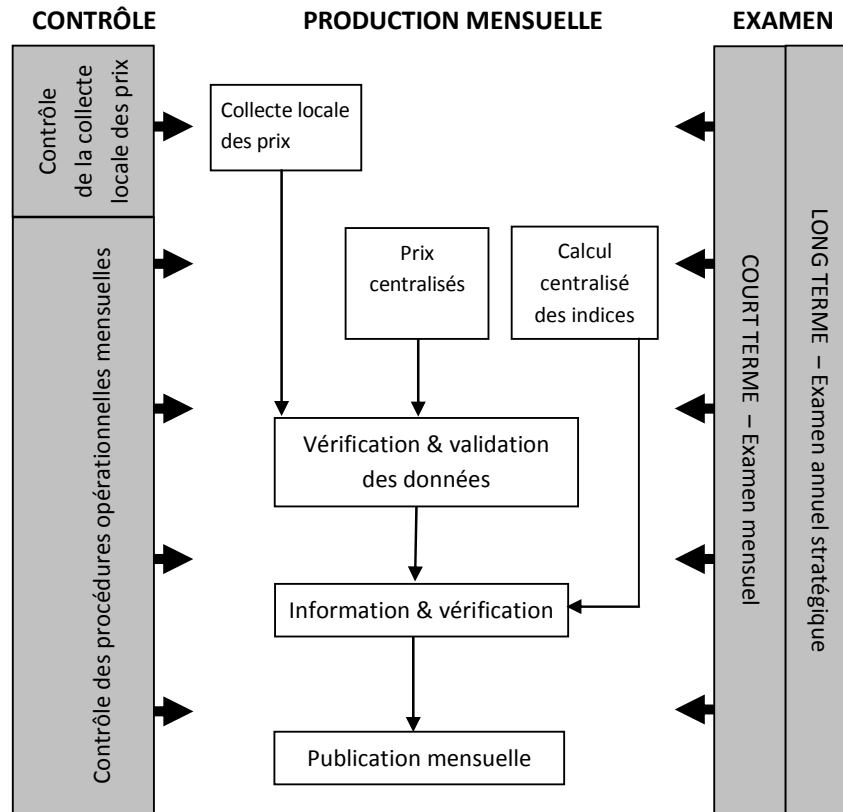 CONTRÔLE
PRODUCTION MENSUELLE
EXAMEN
Contrôle
de la collecte
locale des prix
Contrôle des procédures opérationnelles mensuelles
Collecte locale
des prix
Prix
centralisés
Calcul
centralisé
des indices
Vérification & validation
des données
Information & vérification
Publication mensuelle
COURT TERME – Examen mensuel
LONG TERME – Examen annuel
stratégique